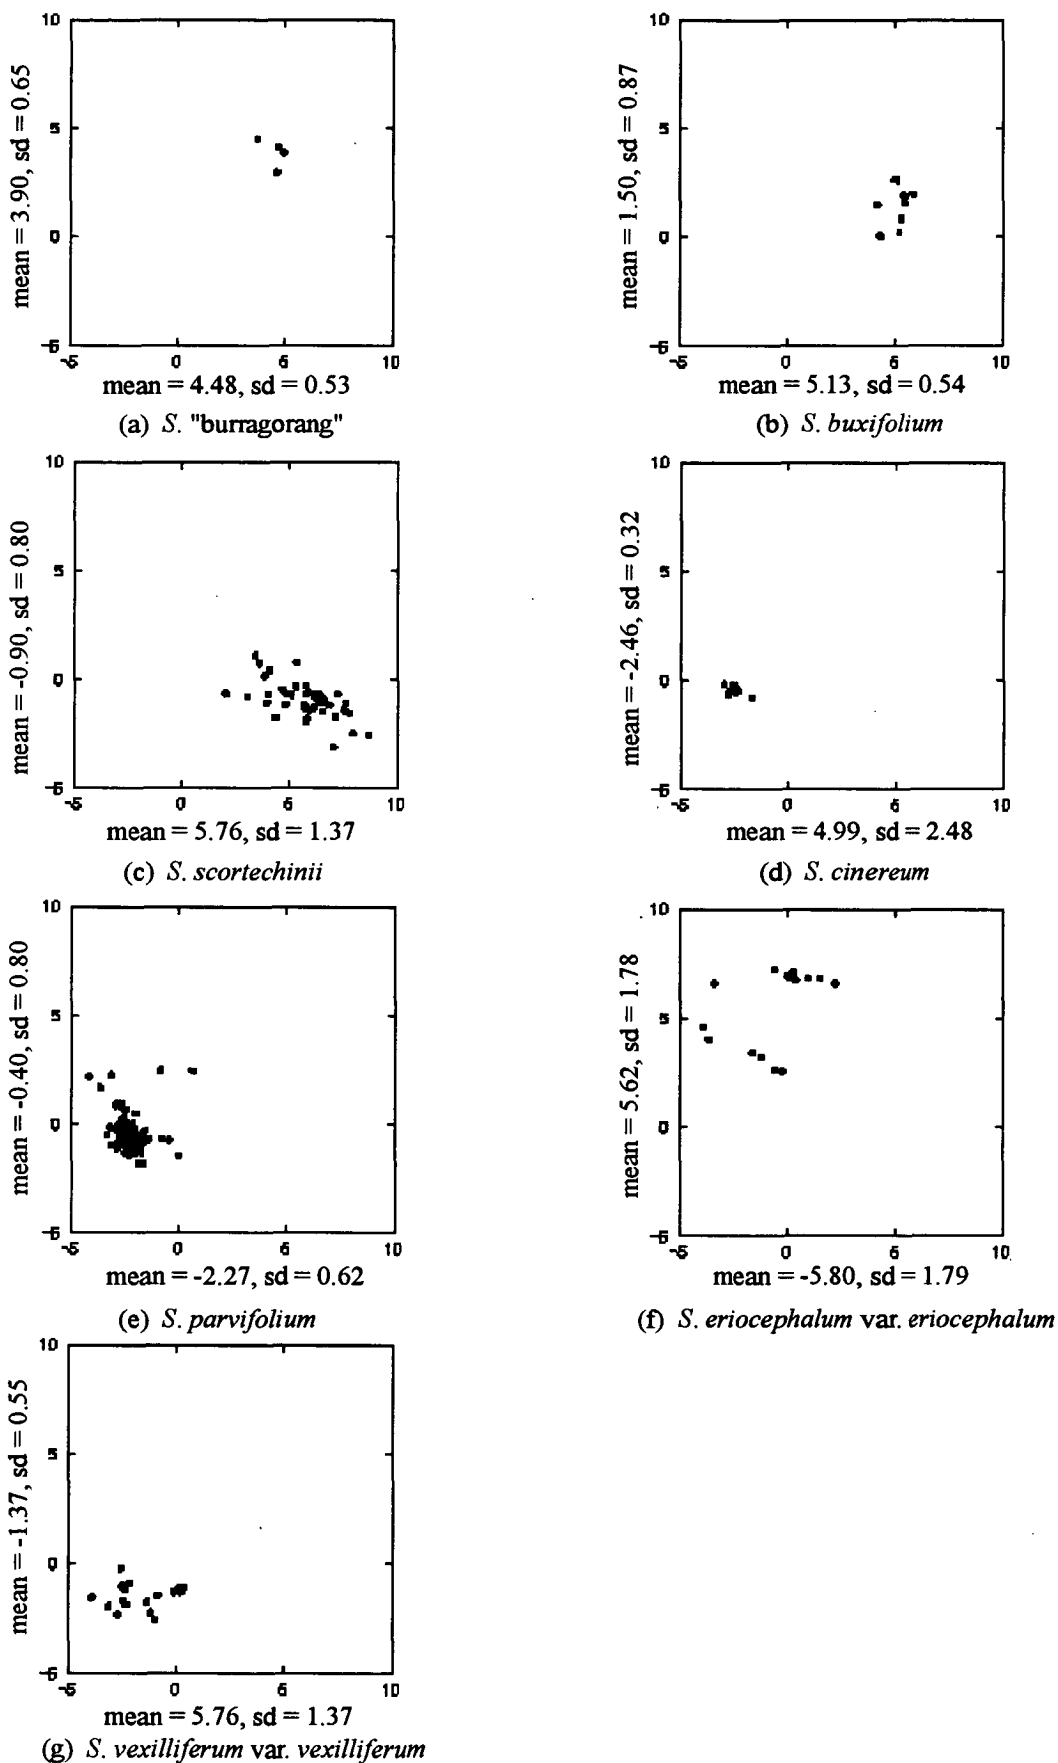 10
5
0
-5
-5
0
5
10
mean = 3.90, sd = 0.65
mean = 4.48, sd = 0.53
(a) S. "burragorang"
10
5
0
-5
-5
0
5
10
mean = 1.50, sd = 0.87
mean = 5.13, sd = 0.54
(b) S. buxifolium
10
5
0
-5
-5
0
5
10
mean = -0.90, sd = 0.80
mean = 5.76, sd = 1.37
(c) S. scortechinii
10
5
0
-5
-5
0
5
10
mean = -2.46, sd = 0.32
mean = 4.99, sd = 2.48
(d) S. cinereum
10
5
0
-5
-5
0
5
10
mean = -0.40, sd = 0.80
mean = -2.27, sd = 0.62
(e) S. parvifolium
10
5
0
-5
-5
0
5
10
mean = 5.62, sd = 1.78
mean = -5.80, sd = 1.79
(f) S. eriocephalum var. eriocephalum
10
5
0
-5
-5
0
5
10
mean = -1.37, sd = 0.55
mean = 5.76, sd = 1.37
(g) S. vexilliferum var. vexilliferum